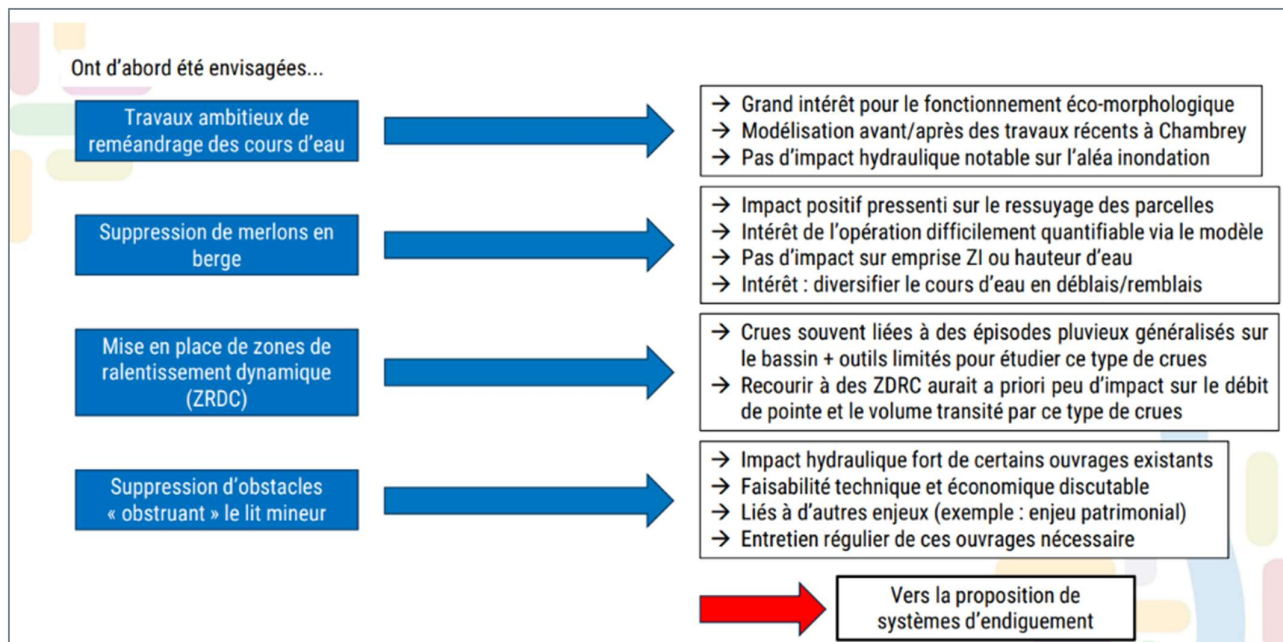 Ont d'abord été envisagées...
Travaux ambitieux de
reméandrage des cours d'eau
→ Grand intérêt pour le fonctionnement éco-morphologique
→ Modélisation avant/après des travaux récents à Chambrey
→ Pas d'impact hydraulique notable sur l'aléa inondation
Suppression de merlons en
berge
→ Impact positif pressenti sur le ressuyage des parcelles
→ Intérêt de l'opération difficilement quantifiable via le modèle
→ Pas d'impact sur emprise ZI ou hauteur d'eau
→ Intérêt : diversifier le cours d'eau en déblais/remblais
Mise en place de zones de
ralentissement dynamique
(ZRDC)
→ Crues souvent liées à des épisodes pluvieux généralisés sur
le bassin + outils limités pour étudier ce type de crues
→ Recourir à des ZDRC aurait a priori peu d'impact sur le débit
de pointe et le volume transité par ce type de crues
Suppression d'obstacles
« obstruant » le lit mineur
→ Impact hydraulique fort de certains ouvrages existants
→ Faisabilité technique et économique discutable
→ Liés à d'autres enjeux (exemple : enjeu patrimonial)
→ Entretien régulier de ces ouvrages nécessaire
Vers la proposition de
systèmes d'endiguement